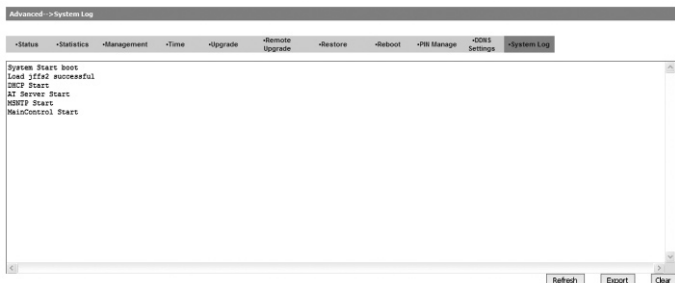 Advanced-->System Log
•Status •Statistics •Management •Time •Upgrade •Remote Upgrade •Restore •Reboot •PIN Manage •DDNS Settings •System Log
System Start boot
Load jffs2 successful
DHCP Start
AT Server Start
MSNTP Start
MainControl Start
Refresh Export Clear